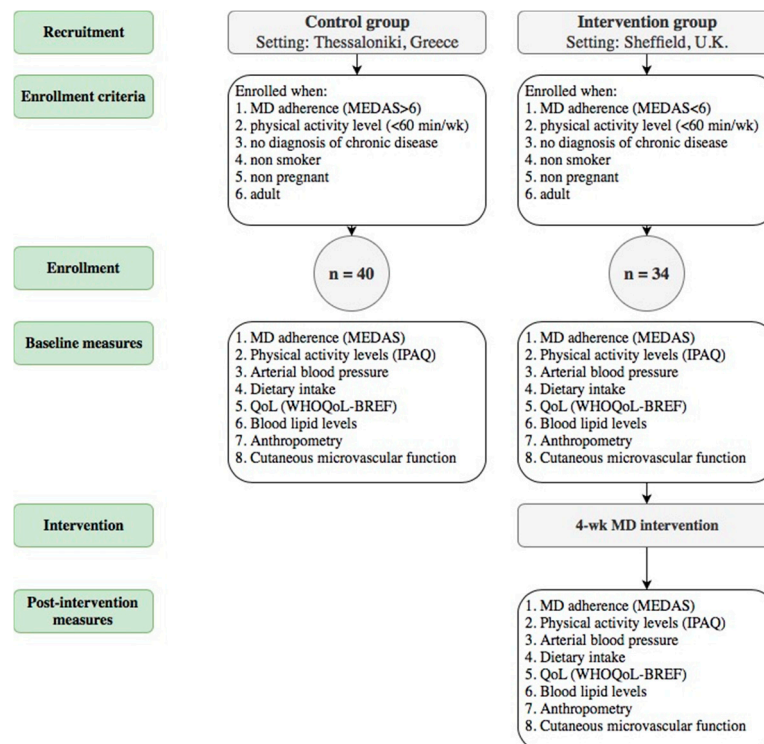 Recruitment
Control group
Setting: Thessaloniki, Greece
Intervention group
Setting: Sheffield, U.K.
Enrollment criteria
Enrolled when:
1. MD adherence (MEDAS>6)
2. physical activity level (<60 min/wk)
3. no diagnosis of chronic disease
4. non smoker
5. non pregnant
6. adult
Enrolled when:
1. MD adherence (MEDAS<6)
2. physical activity level (<60 min/wk)
3. no diagnosis of chronic disease
4. non smoker
5. non pregnant
6. adult
Enrollment
n = 40
n = 34
Baseline measures
1. MD adherence (MEDAS)
2. Physical activity levels (IPAQ)
3. Arterial blood pressure
4. Dietary intake
5. QoL (WHOQoL-BREF)
6. Blood lipid levels
7. Anthropometry
8. Cutaneous microvascular function
1. MD adherence (MEDAS)
2. Physical activity levels (IPAQ)
3. Arterial blood pressure
4. Dietary intake
5. QoL (WHOQoL-BREF)
6. Blood lipid levels
7. Anthropometry
8. Cutaneous microvascular function
Intervention
4-wk MD intervention
Post-intervention
measures
1. MD adherence (MEDAS)
2. Physical activity levels (IPAQ)
3. Arterial blood pressure
4. Dietary intake
5. QoL (WHOQoL-BREF)
6. Blood lipid levels
7. Anthropometry
8. Cutaneous microvascular function